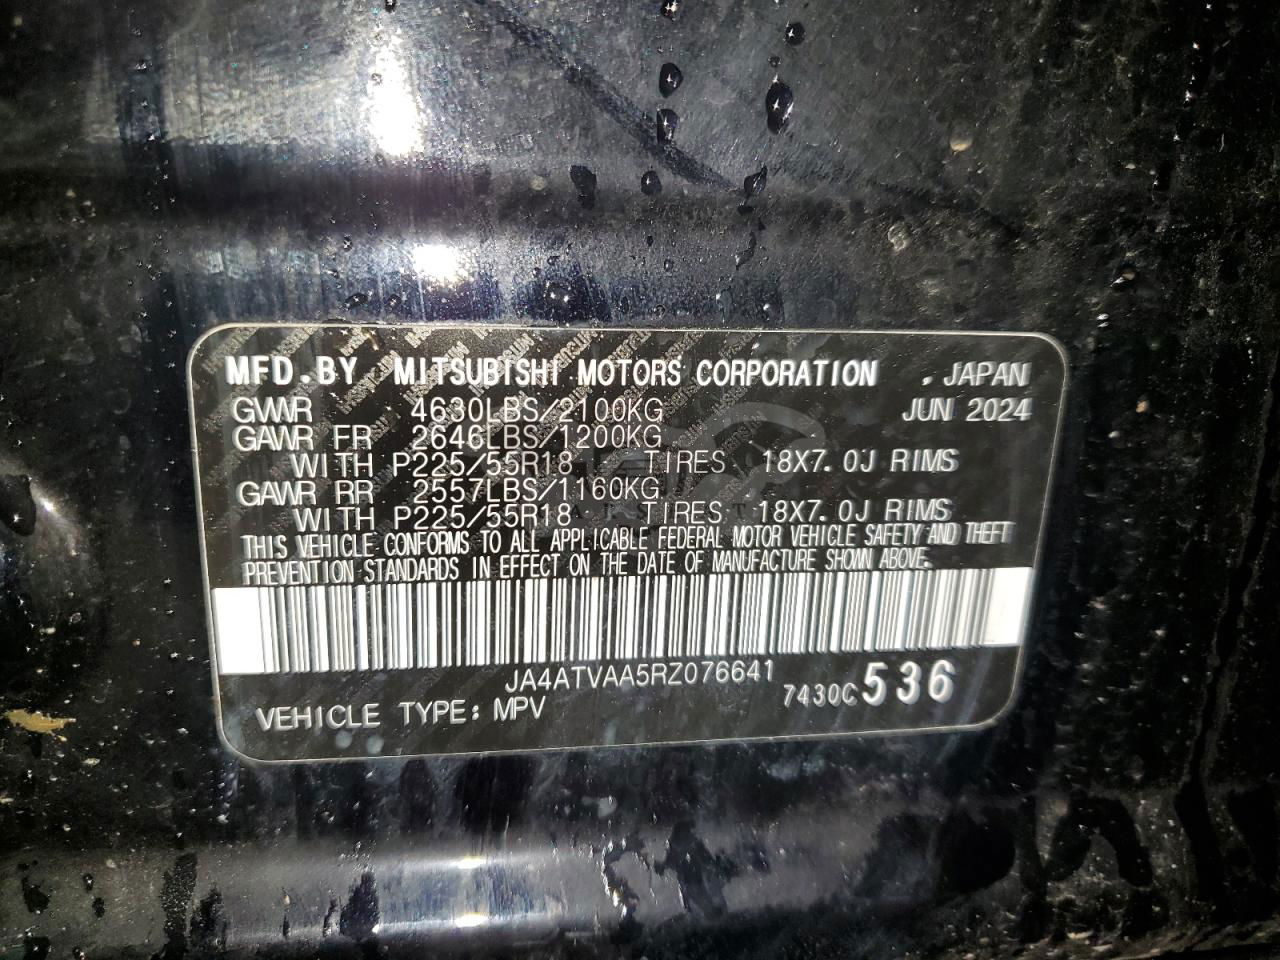 MFD.BY MITSUBISHI MOTORS CORPORATION . JAPAN
GVWR 4630LBS/2100KG JUN 2024
GAWR FR 2646LBS/1200KG
WITH P225/55R18 TIRES 18X7.0J RIMS
GAWR RR 2557LBS/1160KG
WITH P225/55R18 TIRES 18X7.0J RIMS
THIS VEHICLE CONFORMS TO ALL APPLICABLE FEDERAL MOTOR VEHICLE SAFETY AND THEFT
PREVENTION STANDARDS IN EFFECT ON THE DATE OF MANUFACTURE SHOWN ABOVE.
JA4ATVAA5RZ076641
VEHICLE TYPE: MPV 7430C 536